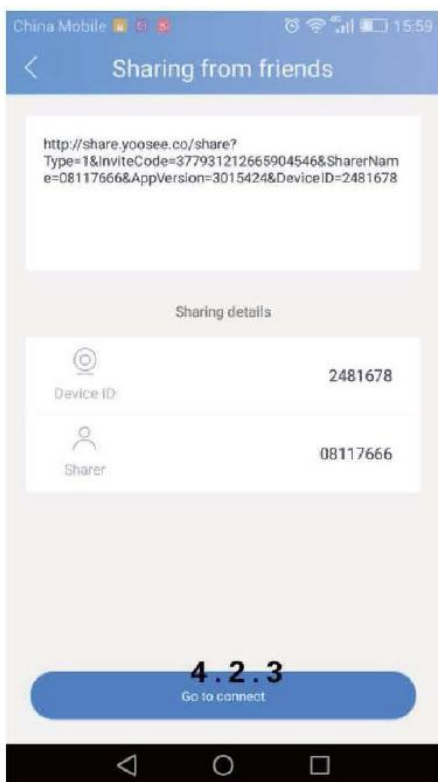 China Mobile 15:59
Sharing from friends
http://share.yoosee.co/share?
Type=1&InviteCode=377931212665904546&SharerNam
e=08117666&AppVersion=3015424&DeviceID=2481678
Sharing details
Device ID 2481678
Sharer 08117666
4.2.3
Go to connect